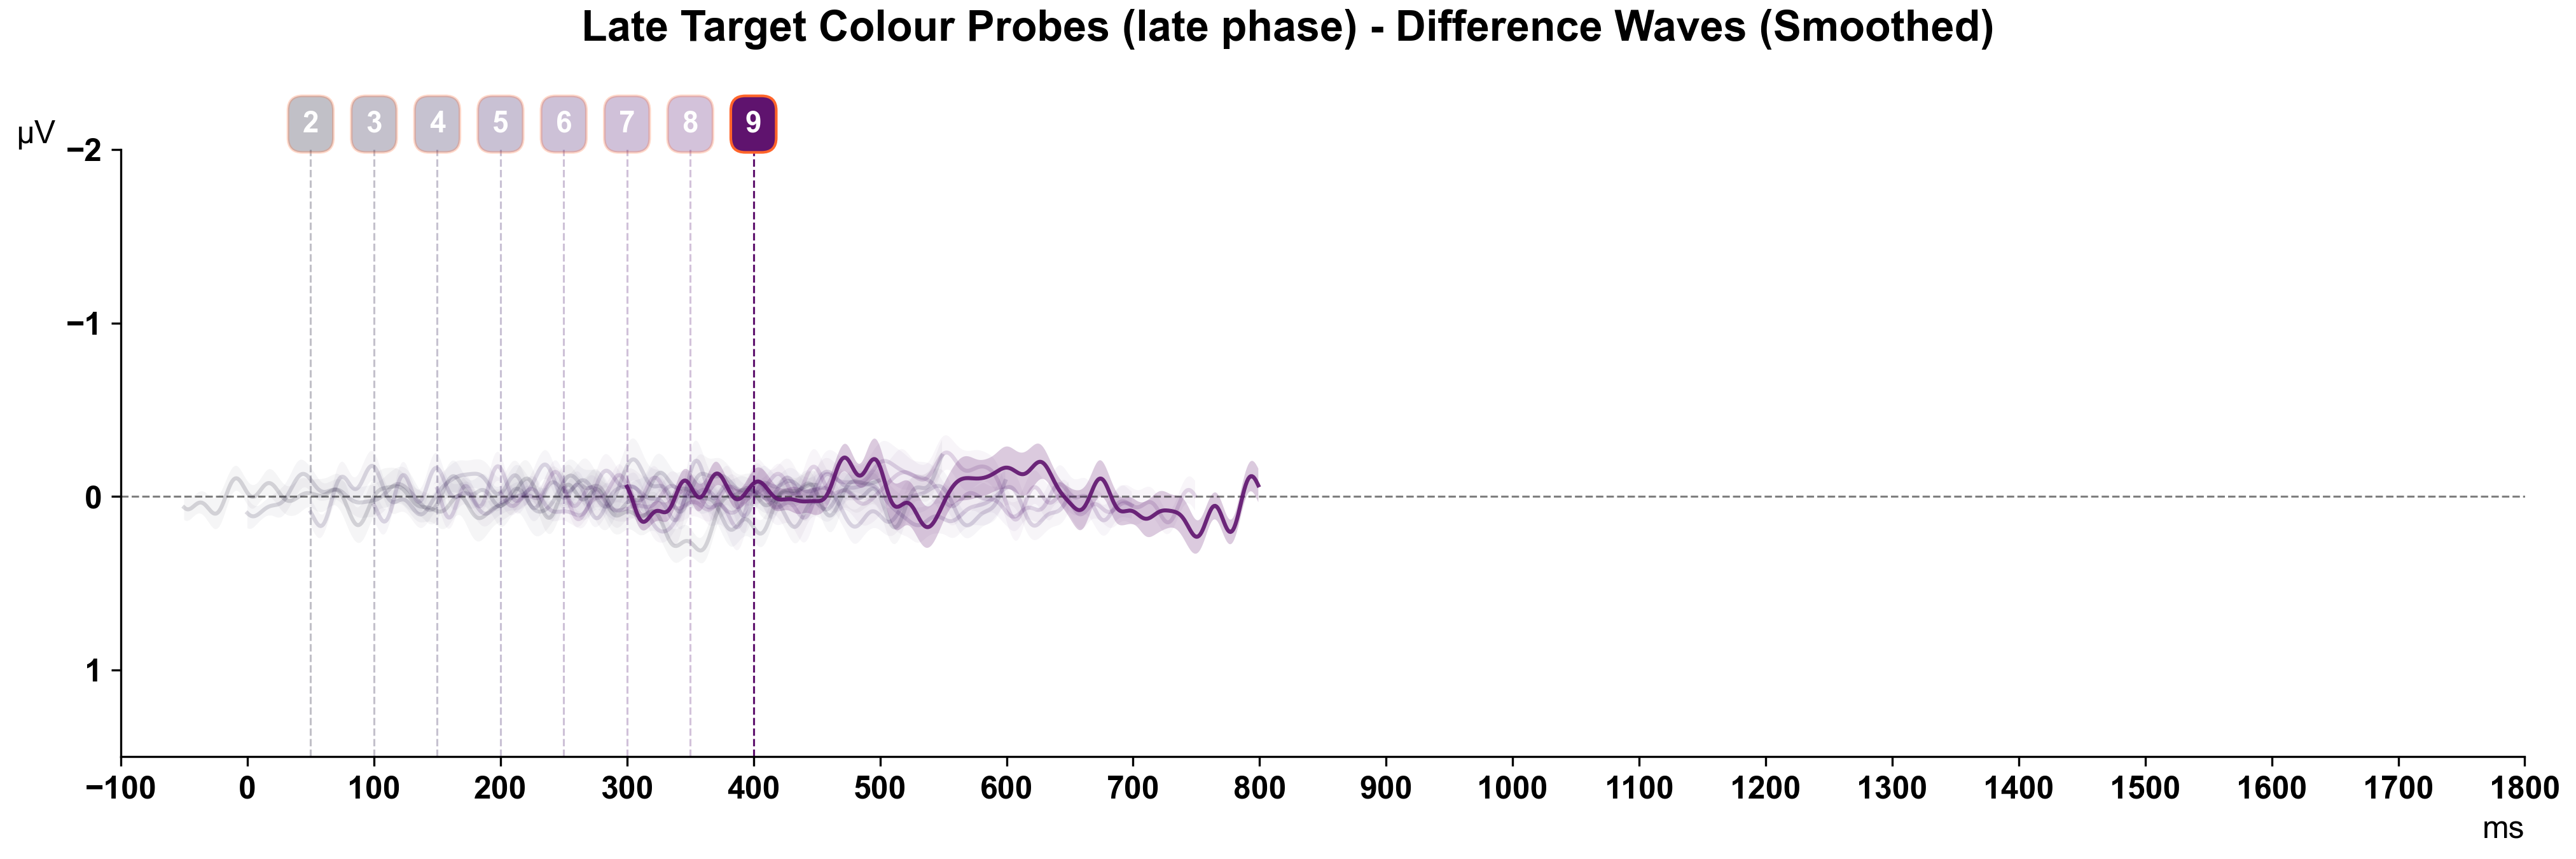 Late Target Colour Probes (late phase) - Difference Waves (Smoothed)
2 3 4 5 6 7 8 9
µV
−2
−1
0
1
−100 0 100 200 300 400 500 600 700 800 900 1000 1100 1200 1300 1400 1500 1600 1700 1800
ms